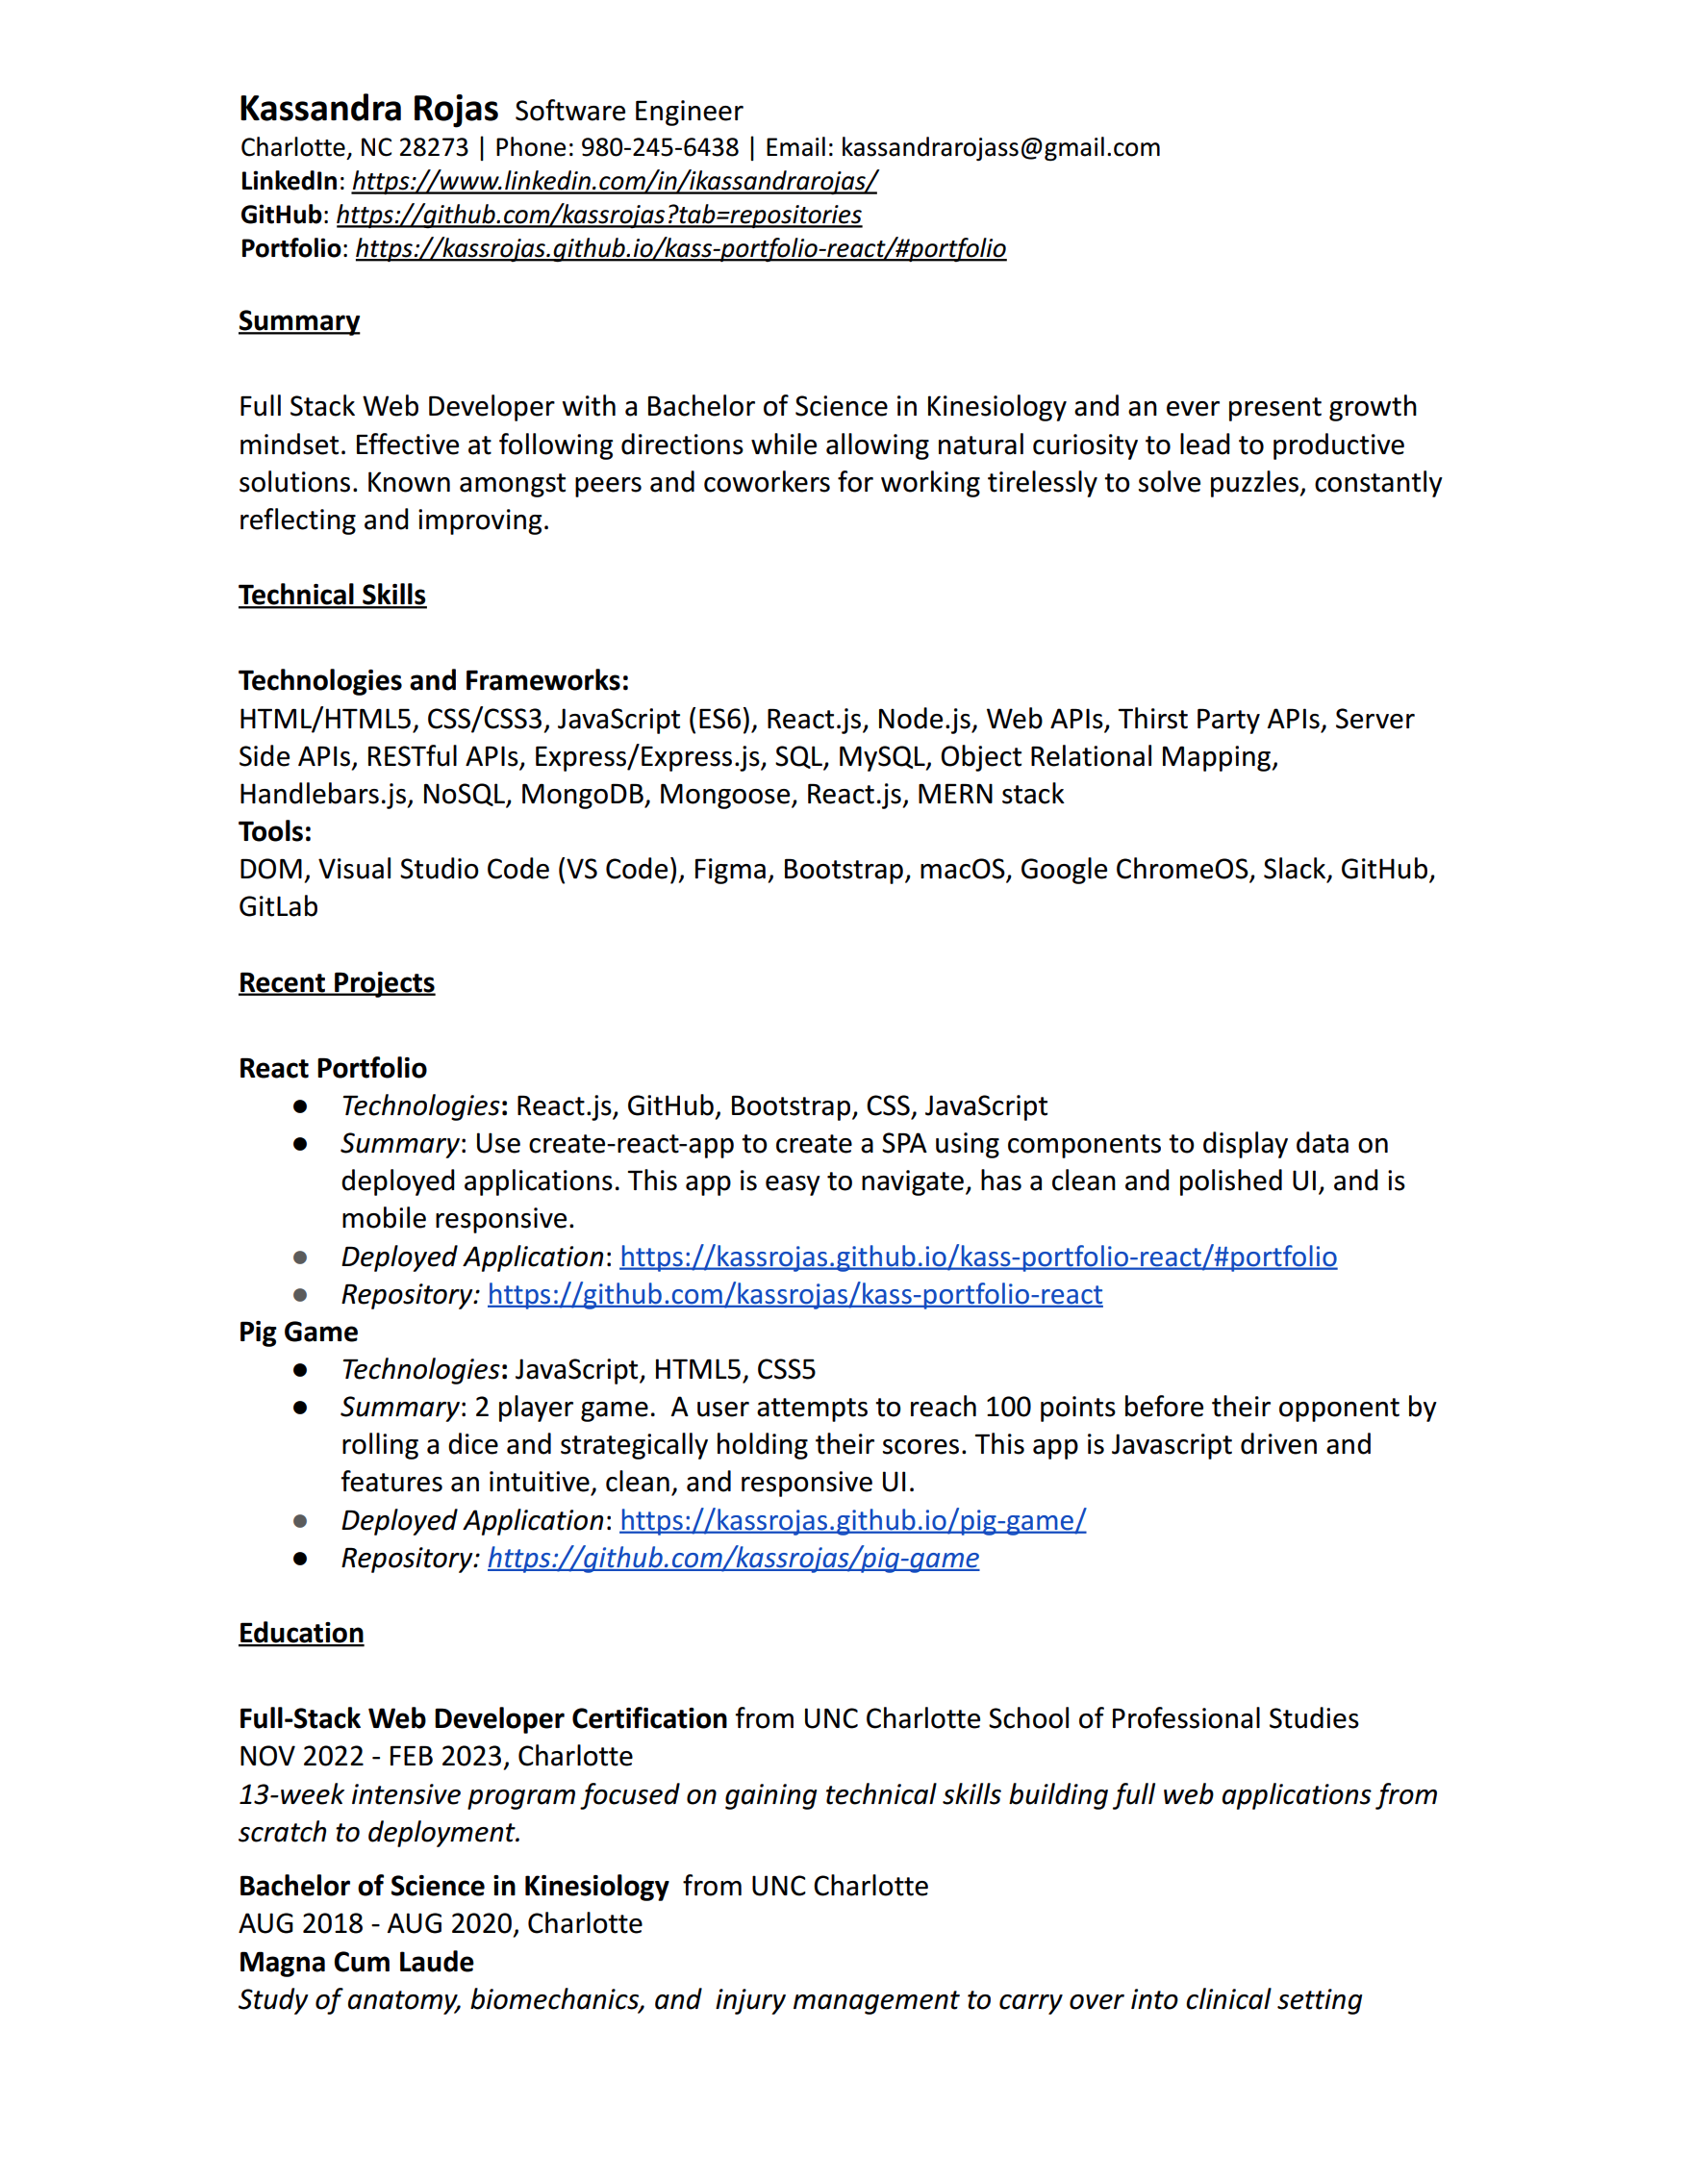 Kassandra Rojas  Software Engineer
Charlotte, NC 28273 | Phone: 980-245-6438 | Email: kassandrarojass@gmail.com
LinkedIn: https://www.linkedin.com/in/ikassandrarojas/
GitHub: https://github.com/kassrojas?tab=repositories
Portfolio: https://kassrojas.github.io/kass-portfolio-react/#portfolio
Summary
Full Stack Web Developer with a Bachelor of Science in Kinesiology and an ever present growth
mindset. Effective at following directions while allowing natural curiosity to lead to productive
solutions. Known amongst peers and coworkers for working tirelessly to solve puzzles, constantly
reflecting and improving.
Technical Skills
Technologies and Frameworks:
HTML/HTML5, CSS/CSS3, JavaScript (ES6), React.js, Node.js, Web APIs, Thirst Party APIs, Server
Side APIs, RESTful APIs, Express/Express.js, SQL, MySQL, Object Relational Mapping,
Handlebars.js, NoSQL, MongoDB, Mongoose, React.js, MERN stack
Tools:
DOM, Visual Studio Code (VS Code), Figma, Bootstrap, macOS, Google ChromeOS, Slack, GitHub,
GitLab
Recent Projects
React Portfolio
● Technologies: React.js, GitHub, Bootstrap, CSS, JavaScript
● Summary: Use create-react-app to create a SPA using components to display data on
deployed applications. This app is easy to navigate, has a clean and polished UI, and is
mobile responsive.
● Deployed Application: https://kassrojas.github.io/kass-portfolio-react/#portfolio
● Repository: https://github.com/kassrojas/kass-portfolio-react
Pig Game
● Technologies: JavaScript, HTML5, CSS5
● Summary: 2 player game.  A user attempts to reach 100 points before their opponent by
rolling a dice and strategically holding their scores. This app is Javascript driven and
features an intuitive, clean, and responsive UI.
● Deployed Application: https://kassrojas.github.io/pig-game/
● Repository: https://github.com/kassrojas/pig-game
Education
Full-Stack Web Developer Certification from UNC Charlotte School of Professional Studies
NOV 2022 - FEB 2023, Charlotte
13-week intensive program focused on gaining technical skills building full web applications from
scratch to deployment.
Bachelor of Science in Kinesiology  from UNC Charlotte
AUG 2018 - AUG 2020, Charlotte
Magna Cum Laude
Study of anatomy, biomechanics, and  injury management to carry over into clinical setting